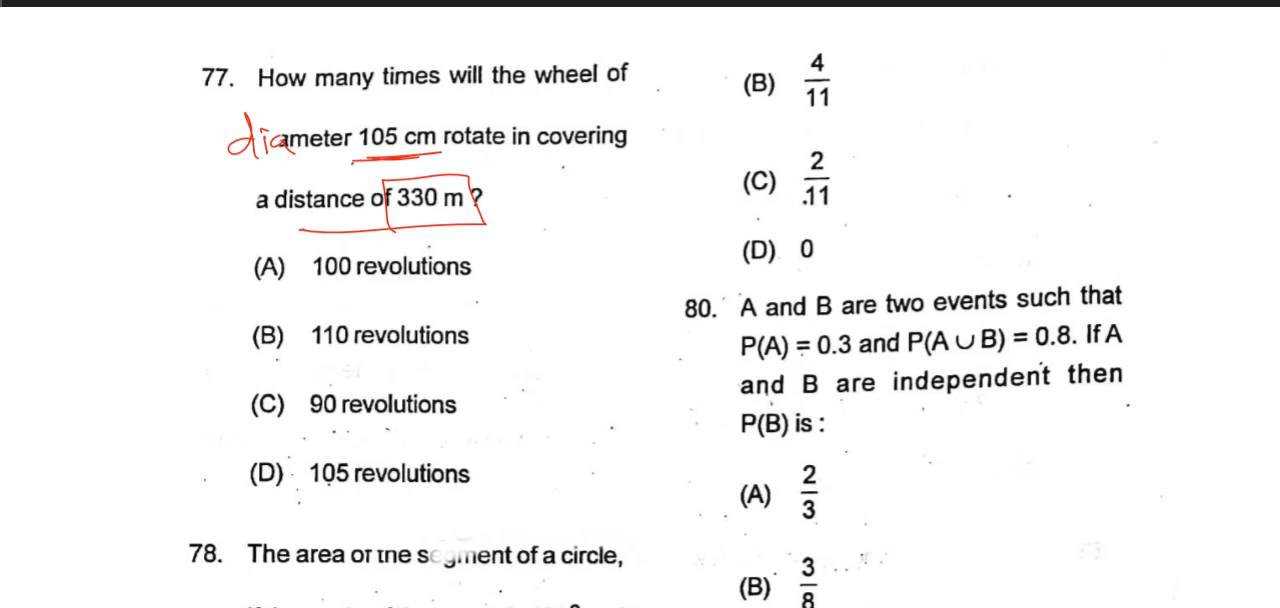 77. How many times will the wheel of
diameter 105 cm rotate in covering
a distance of 330 m ?
(A) 100 revolutions
(B) 110 revolutions
(C) 90 revolutions
(D) 105 revolutions
78. The area of the segment of a circle,
(B) 4/11
(C) 2/11
(D) 0
80. A and B are two events such that
P(A) = 0.3 and P(A ∪ B) = 0.8. If A
and B are independent then
P(B) is :
(A) 2/3
(B) 3/8